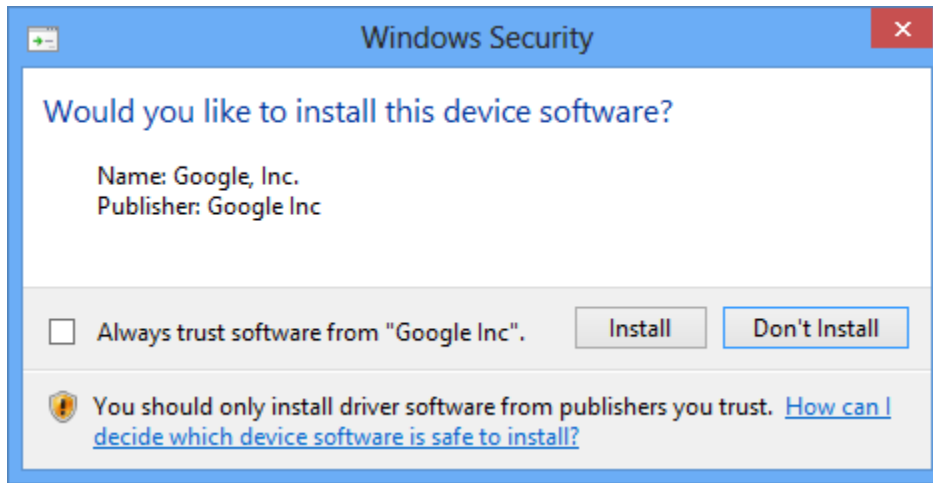 Windows Security
Would you like to install this device software?
Name: Google, Inc.
Publisher: Google Inc
Always trust software from "Google Inc".
Install
Don't Install
You should only install driver software from publishers you trust. How can I
decide which device software is safe to install?